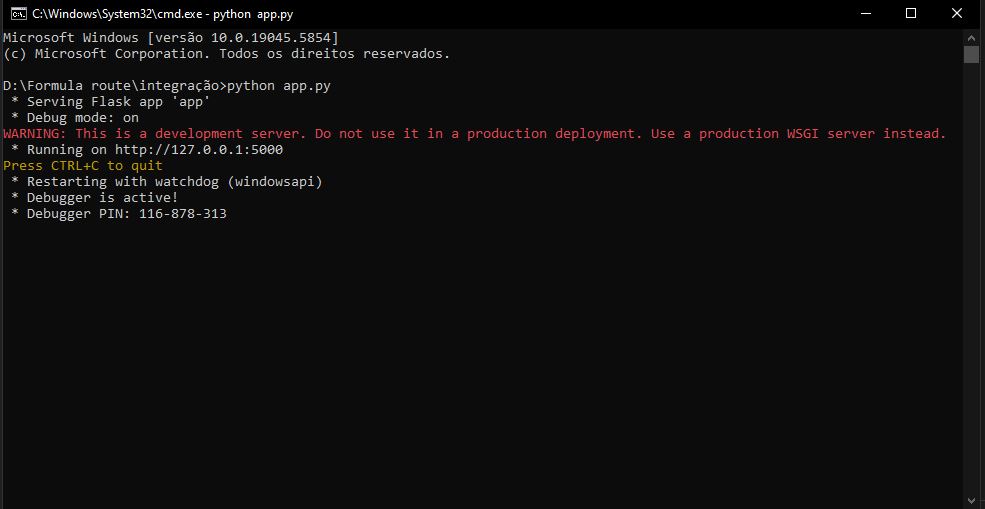 C:\Windows\System32\cmd.exe - python  app.py
Microsoft Windows [versão 10.0.19045.5854]
(c) Microsoft Corporation. Todos os direitos reservados.
D:\Formula route\integração>python app.py
 * Serving Flask app 'app'
 * Debug mode: on
WARNING: This is a development server. Do not use it in a production deployment. Use a production WSGI server instead.
 * Running on http://127.0.0.1:5000
Press CTRL+C to quit
 * Restarting with watchdog (windowsapi)
 * Debugger is active!
 * Debugger PIN: 116-878-313